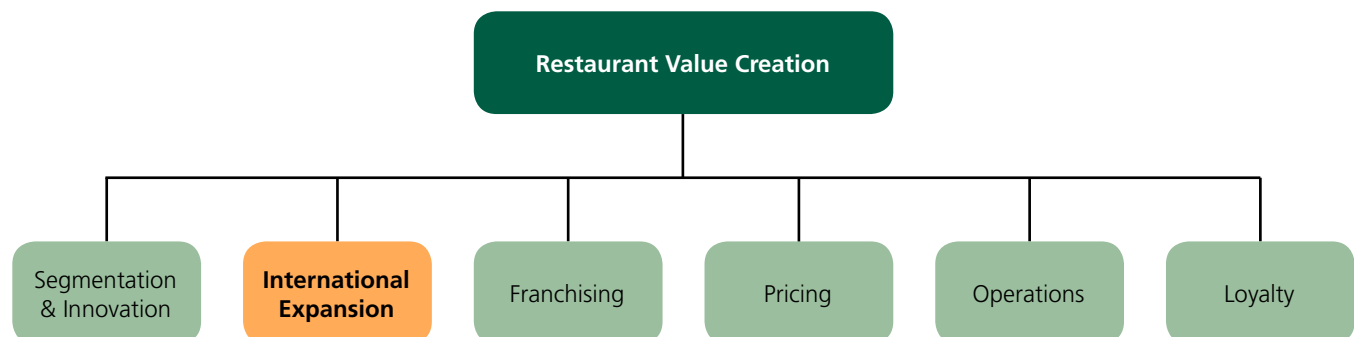 Restaurant Value Creation
Segmentation
& Innovation
International
Expansion
Franchising
Pricing
Operations
Loyalty